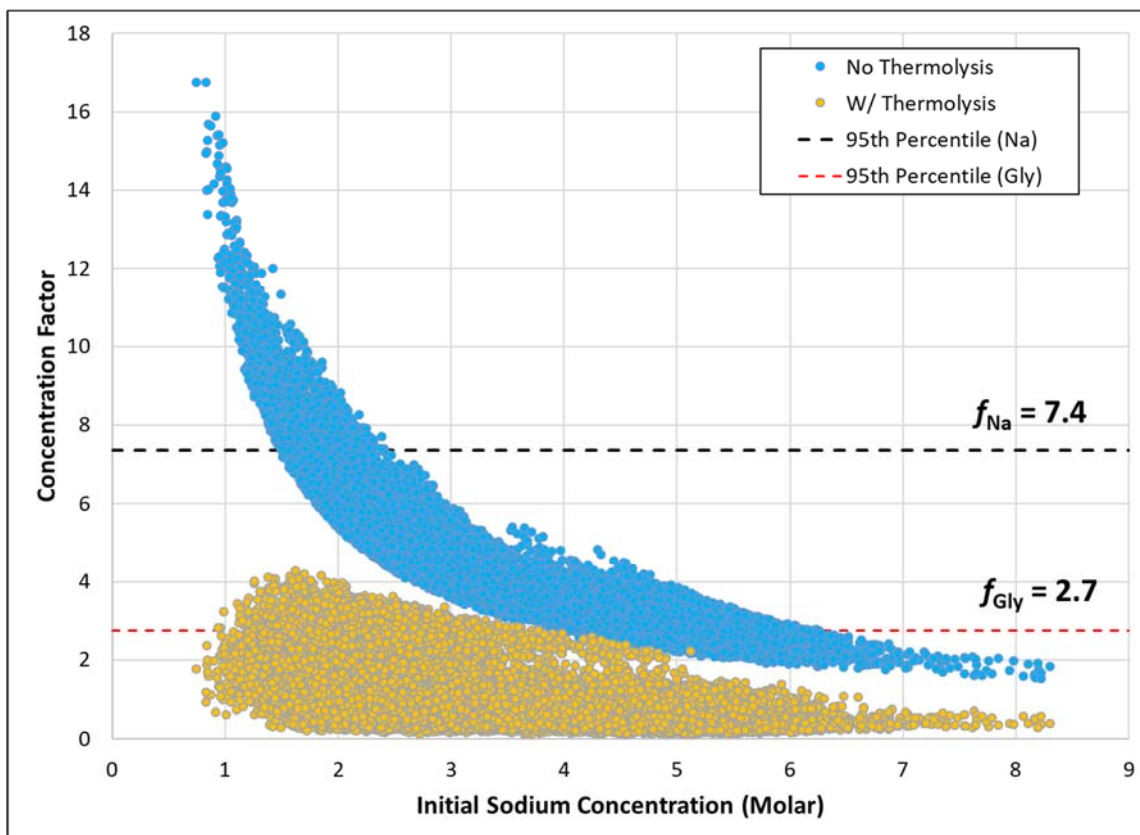 18
16
14
12
10
8
6
4
2
0
Concentration Factor
No Thermolysis
W/ Thermolysis
95th Percentile (Na)
95th Percentile (Gly)
fNa = 7.4
fGly = 2.7
0 1 2 3 4 5 6 7 8 9
Initial Sodium Concentration (Molar)